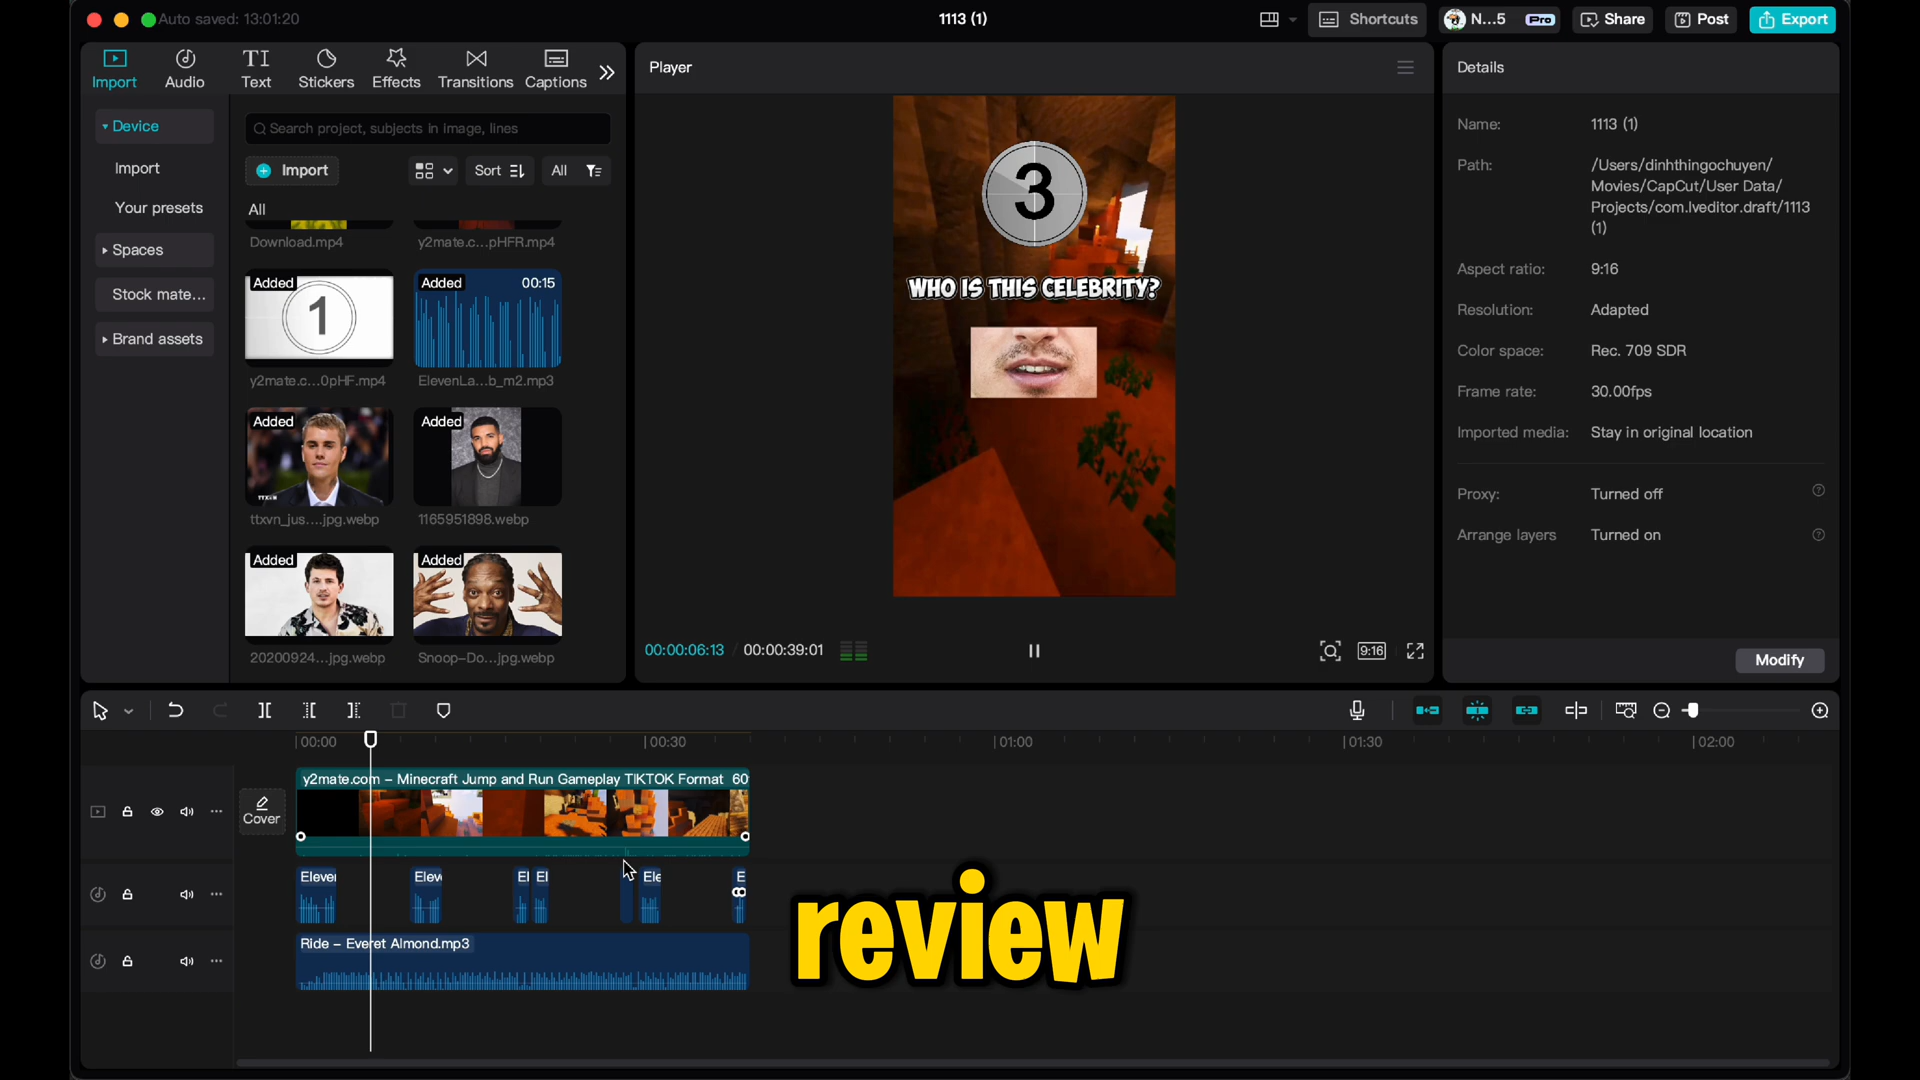 Auto saved: 13:01:20
1113 (1)
Shortcuts
N...5
Pro
Share
Post
Export
Import
Audio
TI
Text
Stickers
Effects
Transitions
Captions
Player
Details
Device
Import
Your presets
Spaces
Stock mate...
Brand assets
Search project, subjects in image, lines
Import
Sort
All
All
Download.mp4
y2mate.c...pHFR.mp4
Added
1
y2mate.c...0pHF.mp4
Added
00:15
ElevenLa...b_m2.mp3
Added
ttxvn_jus....jpg.webp
Added
1165951898.webp
Added
20200924...jpg.webp
Added
Snoop-Do...jpg.webp
3
WHO IS THIS CELEBRITY?
00:00:06:13 / 00:00:39:01
9:16
Name: 1113 (1)
Path: /Users/dinhthingochuyen/
Movies/CapCut/User Data/
Projects/com.lveditor.draft/1113
(1)
Aspect ratio: 9:16
Resolution: Adapted
Color space: Rec. 709 SDR
Frame rate: 30.00fps
Imported media: Stay in original location
Proxy: Turned off
Arrange layers Turned on
Modify
00:00
00:30
01:00
01:30
02:00
Cover
y2mate.com – Minecraft Jump and Run Gameplay TIKTOK Format 60
Eleve
Elev
El
El
Ele
E
Ride – Everet Almond.mp3
review